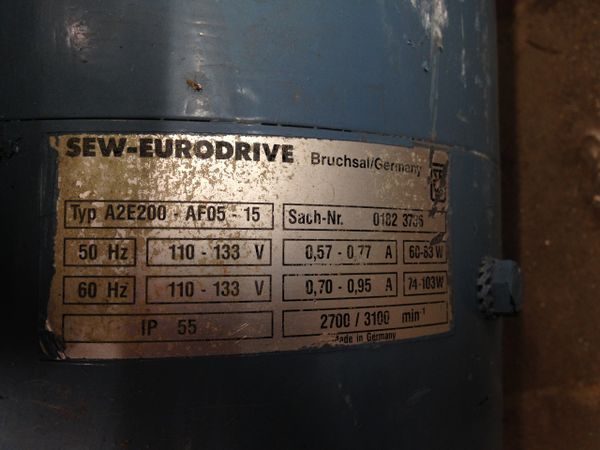 SEW-EURODRIVE Bruchsal/Germany
Typ A2E200 - AF05 - 15 Sach-Nr. 0182 3796
50 Hz 110 - 133 V 0,57 - 0,77 A 60-83 W
60 Hz 110 - 133 V 0,70 - 0,95 A 74-103 W
IP 55 2700 / 3100 min⁻¹
Made in Germany